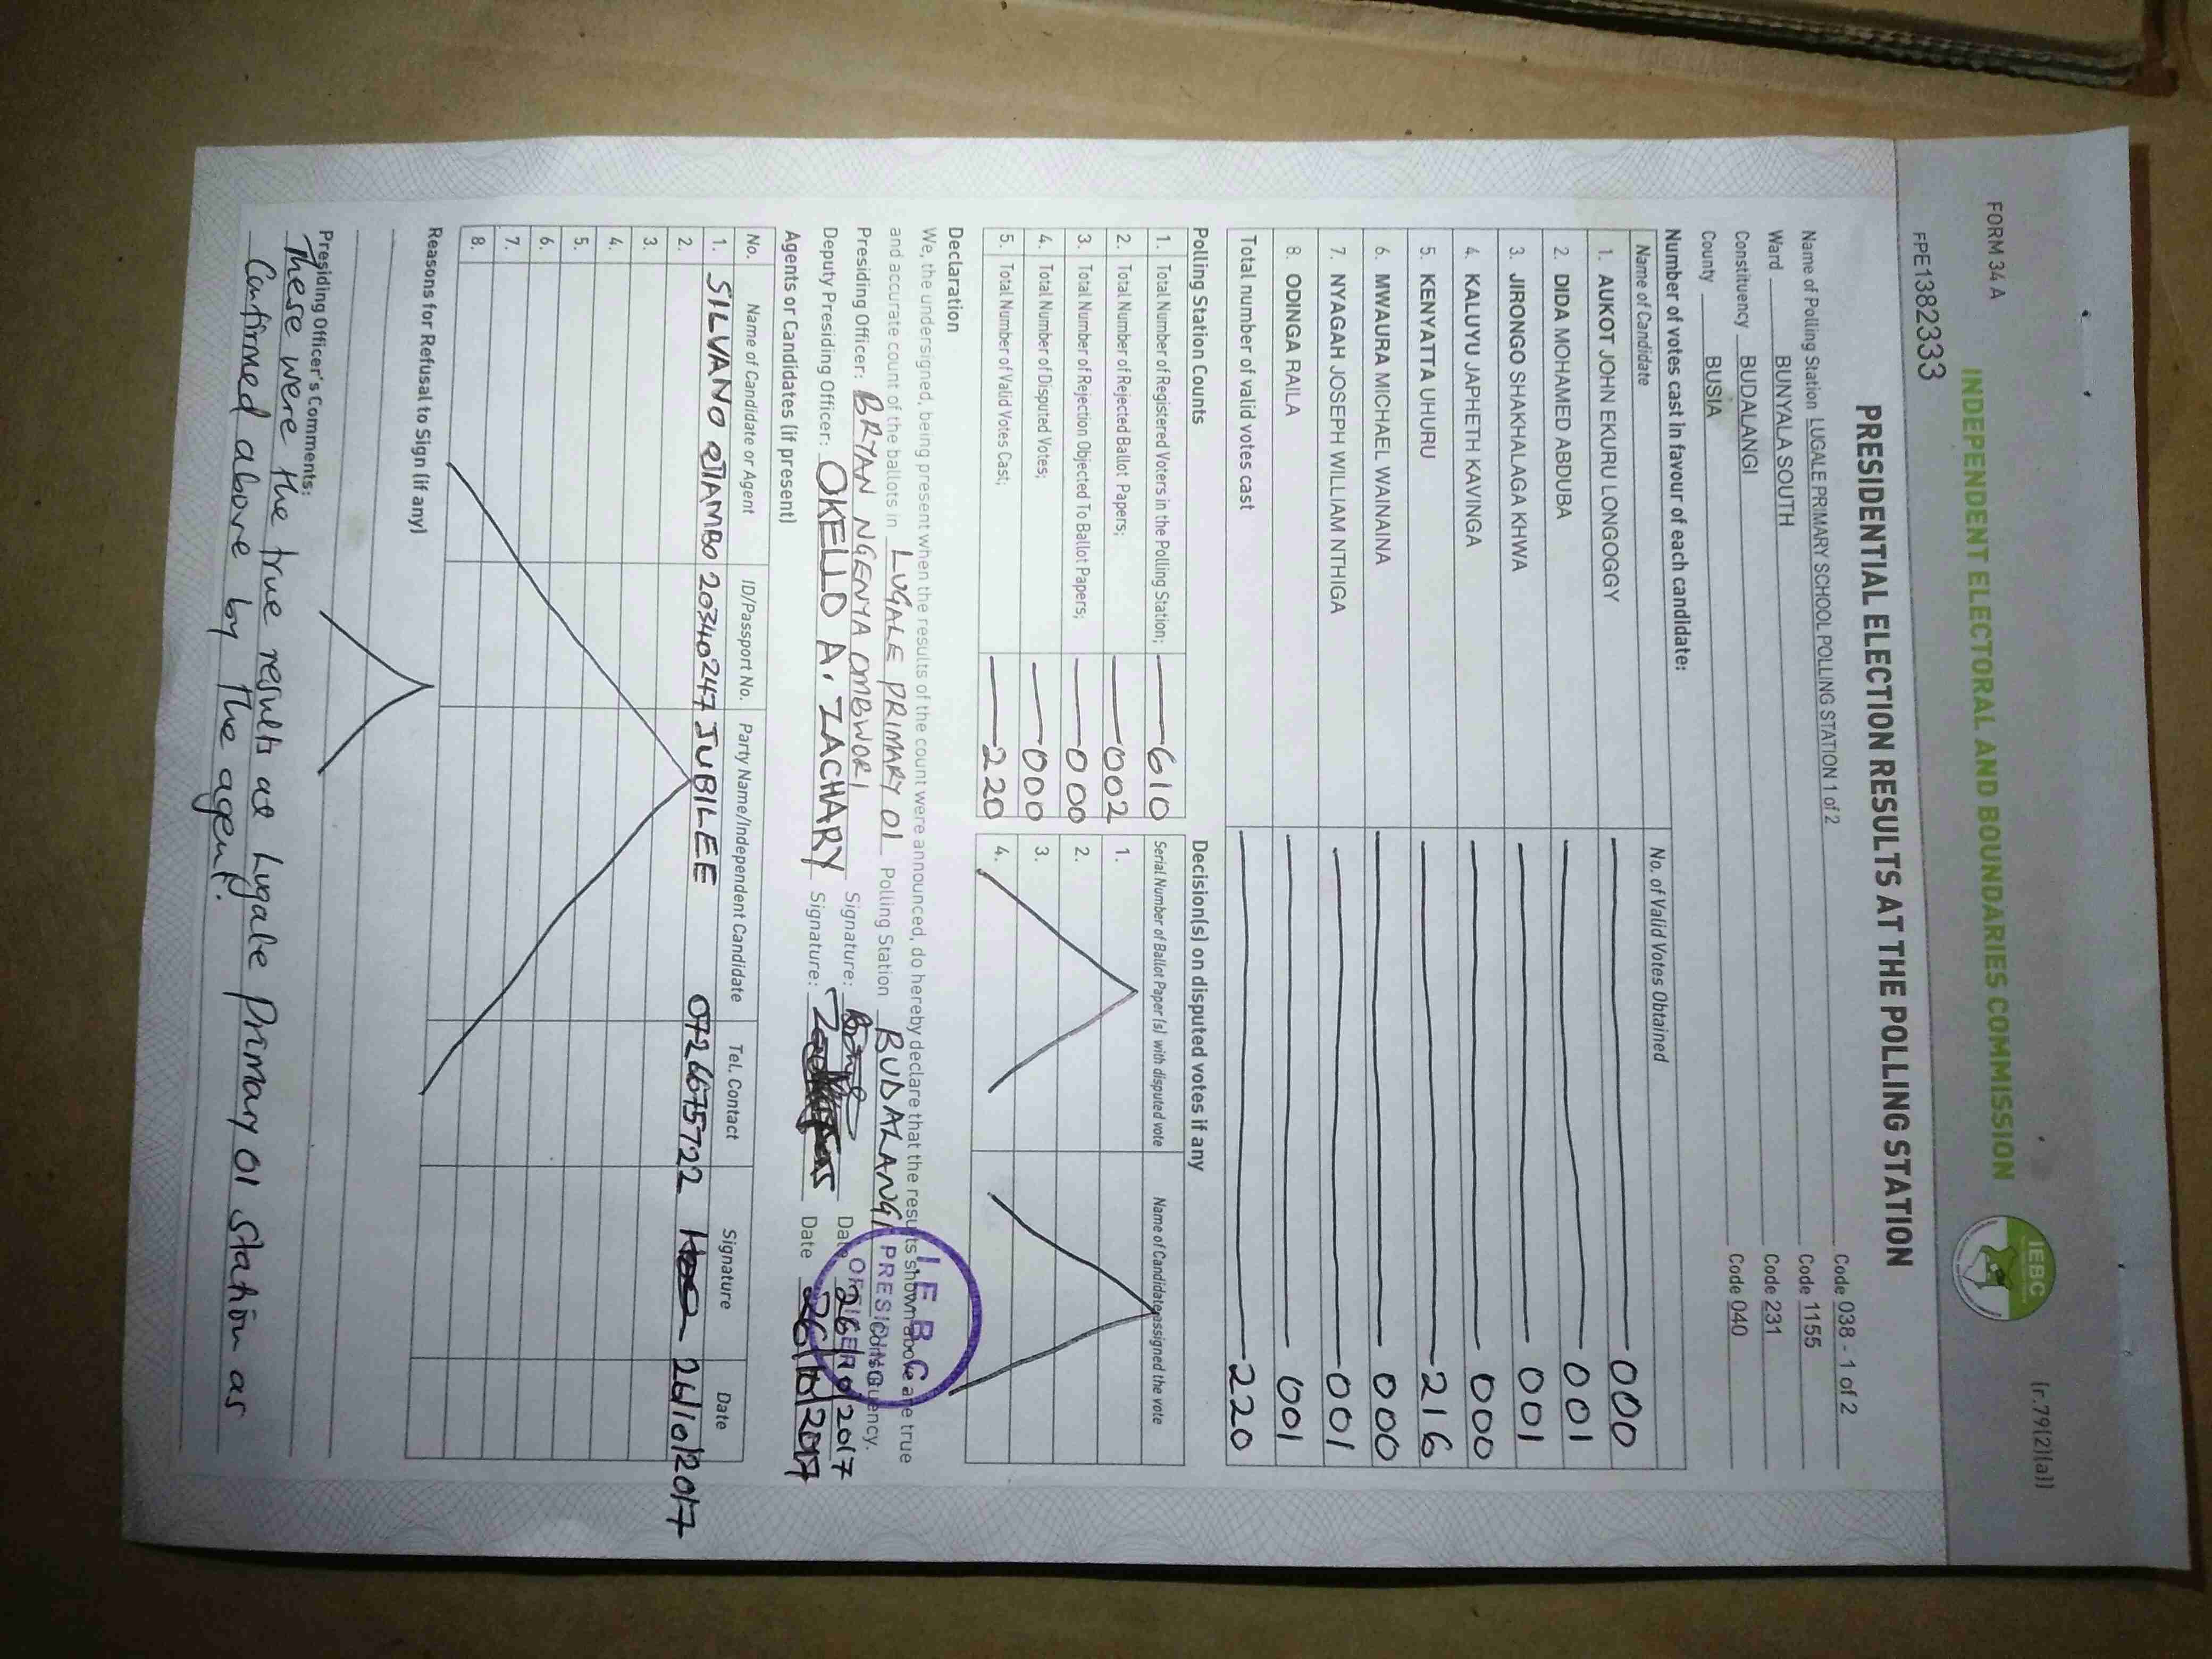 FORM 34 A
(r.79(2)(a))
INDEPENDENT ELECTORAL AND BOUNDARIES COMMISSION
IEBC
FPE1382333
PRESIDENTIAL ELECTION RESULTS AT THE POLLING STATION
Name of Polling Station LUGALE PRIMARY SCHOOL POLLING STATION 1 of 2 Code 038 - 1 of 2
Ward BUNYALA SOUTH Code 1155
Constituency BUDALANGI Code 231
County BUSIA Code 040
Number of votes cast in favour of each candidate:
Name of Candidate No. of Valid Votes Obtained
1. AUKOT JOHN EKURU LONGOGGY 000
2. DIDA MOHAMED ABDUBA 001
3. JIRONGO SHAKHALAGA KHWA 001
4. KALUYU JAPHETH KAVINGA 000
5. KENYATTA UHURU 216
6. MWAURA MICHAEL WAINAINA 000
7. NYAGAH JOSEPH WILLIAM NTHIGA 001
8. ODINGA RAILA 001
Total number of valid votes cast 220
Polling Station Counts
1. Total Number of Registered Voters in the Polling Station; 610
2. Total Number of Rejected Ballot Papers; 002
3. Total Number of Rejection Objected To Ballot Papers; 000
4. Total Number of Disputed Votes; 000
5. Total Number of Valid Votes Cast; 220
Decision(s) on disputed votes if any
Serial Number of Ballot Paper (s) with disputed vote Name of Candidate assigned the vote
1.
2.
3.
4.
Declaration
We, the undersigned, being present when the results of the count were announced, do hereby declare that the results shown above are true
and accurate count of the ballots in LUGALE PRIMARY 01 Polling Station BUDALANGI Constituency.
Presiding Officer: BRYAN NGENYA OMBWORI Signature: Date 26/10/2017
Deputy Presiding Officer: OKELLO A. ZACHARY Signature: Date 26/10/2017
I.E.B.C
PRESIDING
OFFICER
Agents or Candidates (if present)
No. Name of Candidate or Agent ID/Passport No. Party Name/Independent Candidate Tel. Contact Signature Date
1. SILVANO OJIAMBO 20340247 JUBILEE 0726675722 26/10/2017
2.
3.
4.
5.
6.
7.
8.
Reasons for Refusal to Sign (if any)
Presiding Officer's Comments:
These were the true results at Lugale Primary 01 station as
Confirmed above by the agent.